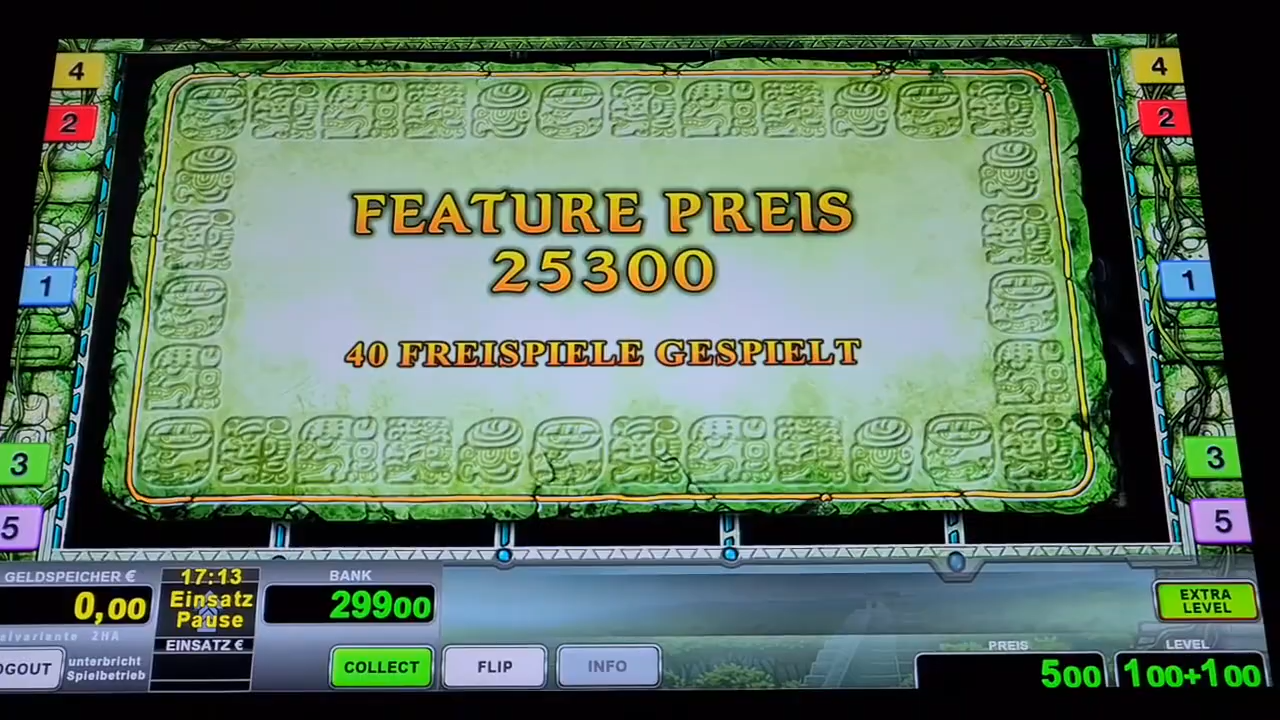 4
4
2
2
FEATURE PREIS
25300
1
1
40 FREISPIELE GESPIELT
3
3
5
5
GELDSPEICHER €
17:13
BANK
0,00
Einsatz
Pause
29900
EXTRA
LEVEL
2HA
EINSATZ €
PREIS
LEVEL
unterbricht
Spielbetrieb
COLLECT
FLIP
INFO
500
100+100